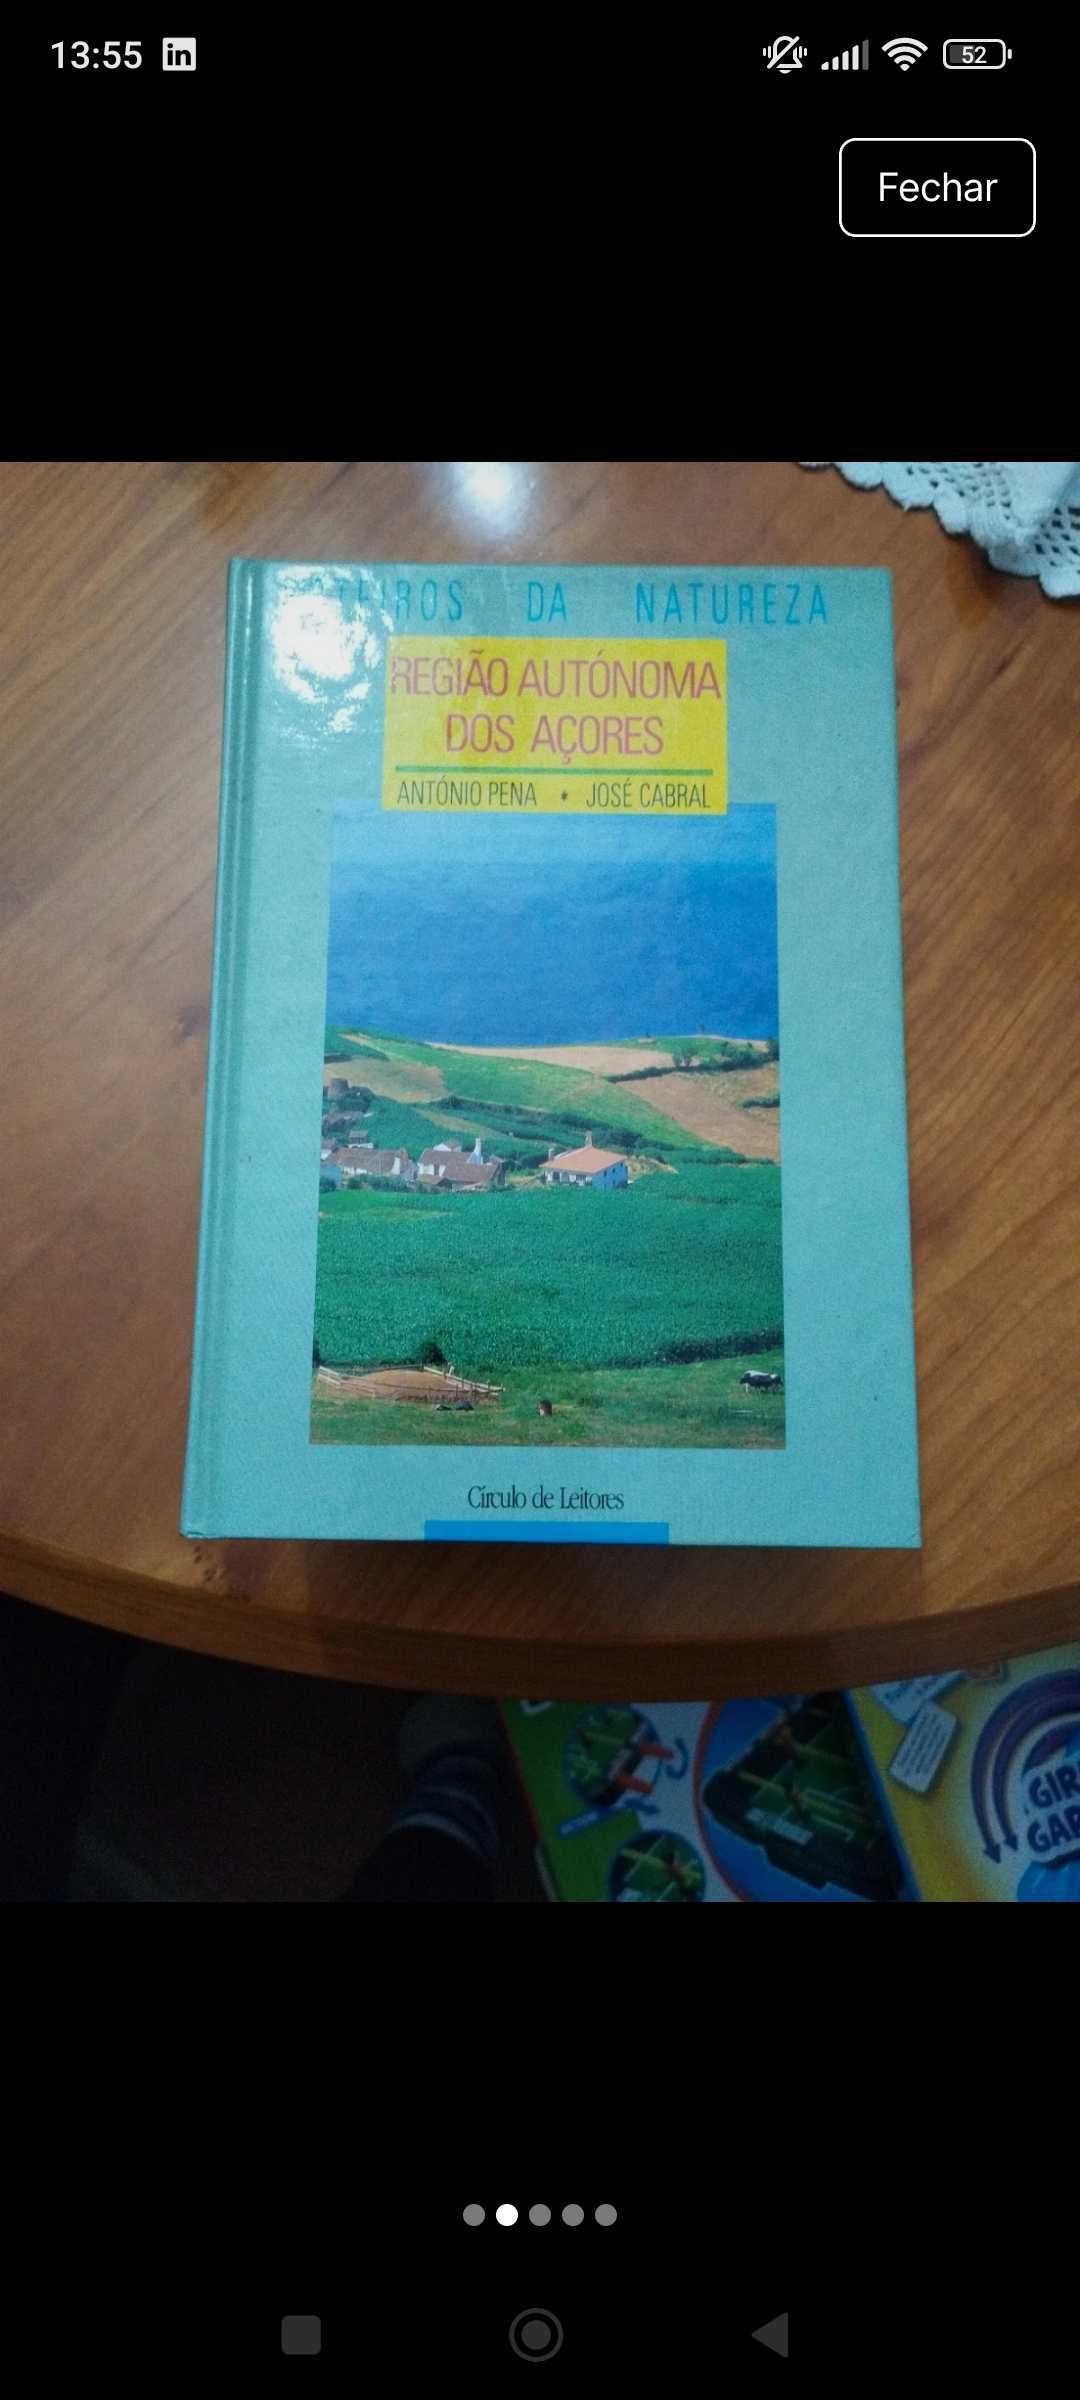 13:55
52
Fechar
DA NATUREZA
REGIÃO AUTÓNOMA
DOS AÇORES
ANTÓNIO PENA * JOSÉ CABRAL
Círculo de Leitores